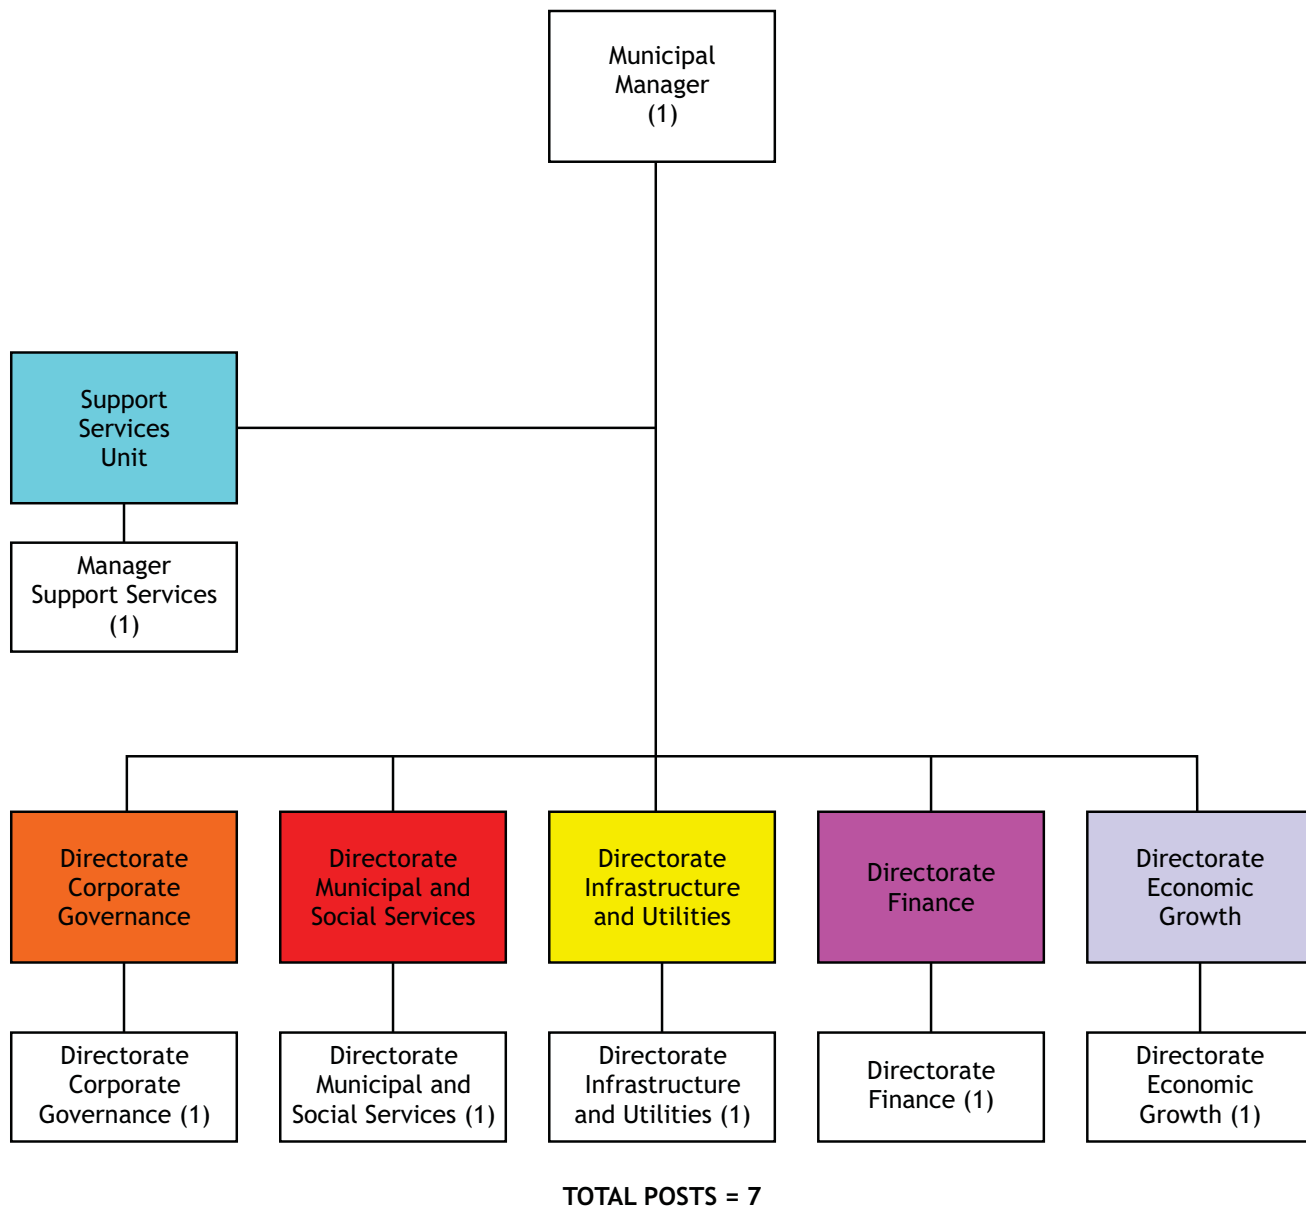 Municipal
Manager
(1)
Support
Services
Unit
Manager
Support Services
(1)
Directorate
Corporate
Governance
Directorate
Municipal and
Social Services
Directorate
Infrastructure
and Utilities
Directorate
Finance
Directorate
Economic
Growth
Directorate
Corporate
Governance (1)
Directorate
Municipal and
Social Services (1)
Directorate
Infrastructure
and Utilities (1)
Directorate
Finance (1)
Directorate
Economic
Growth (1)
TOTAL POSTS = 7